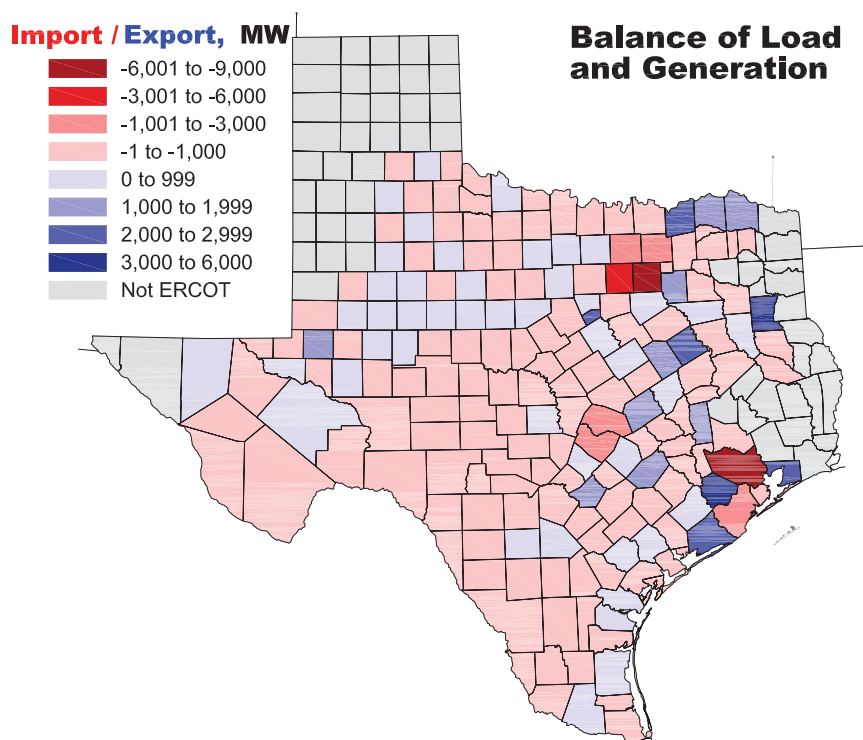 Import / Export, MW
-6,001 to -9,000
-3,001 to -6,000
-1,001 to -3,000
-1 to -1,000
0 to 999
1,000 to 1,999
2,000 to 2,999
3,000 to 6,000
Not ERCOT
Balance of Load
and Generation